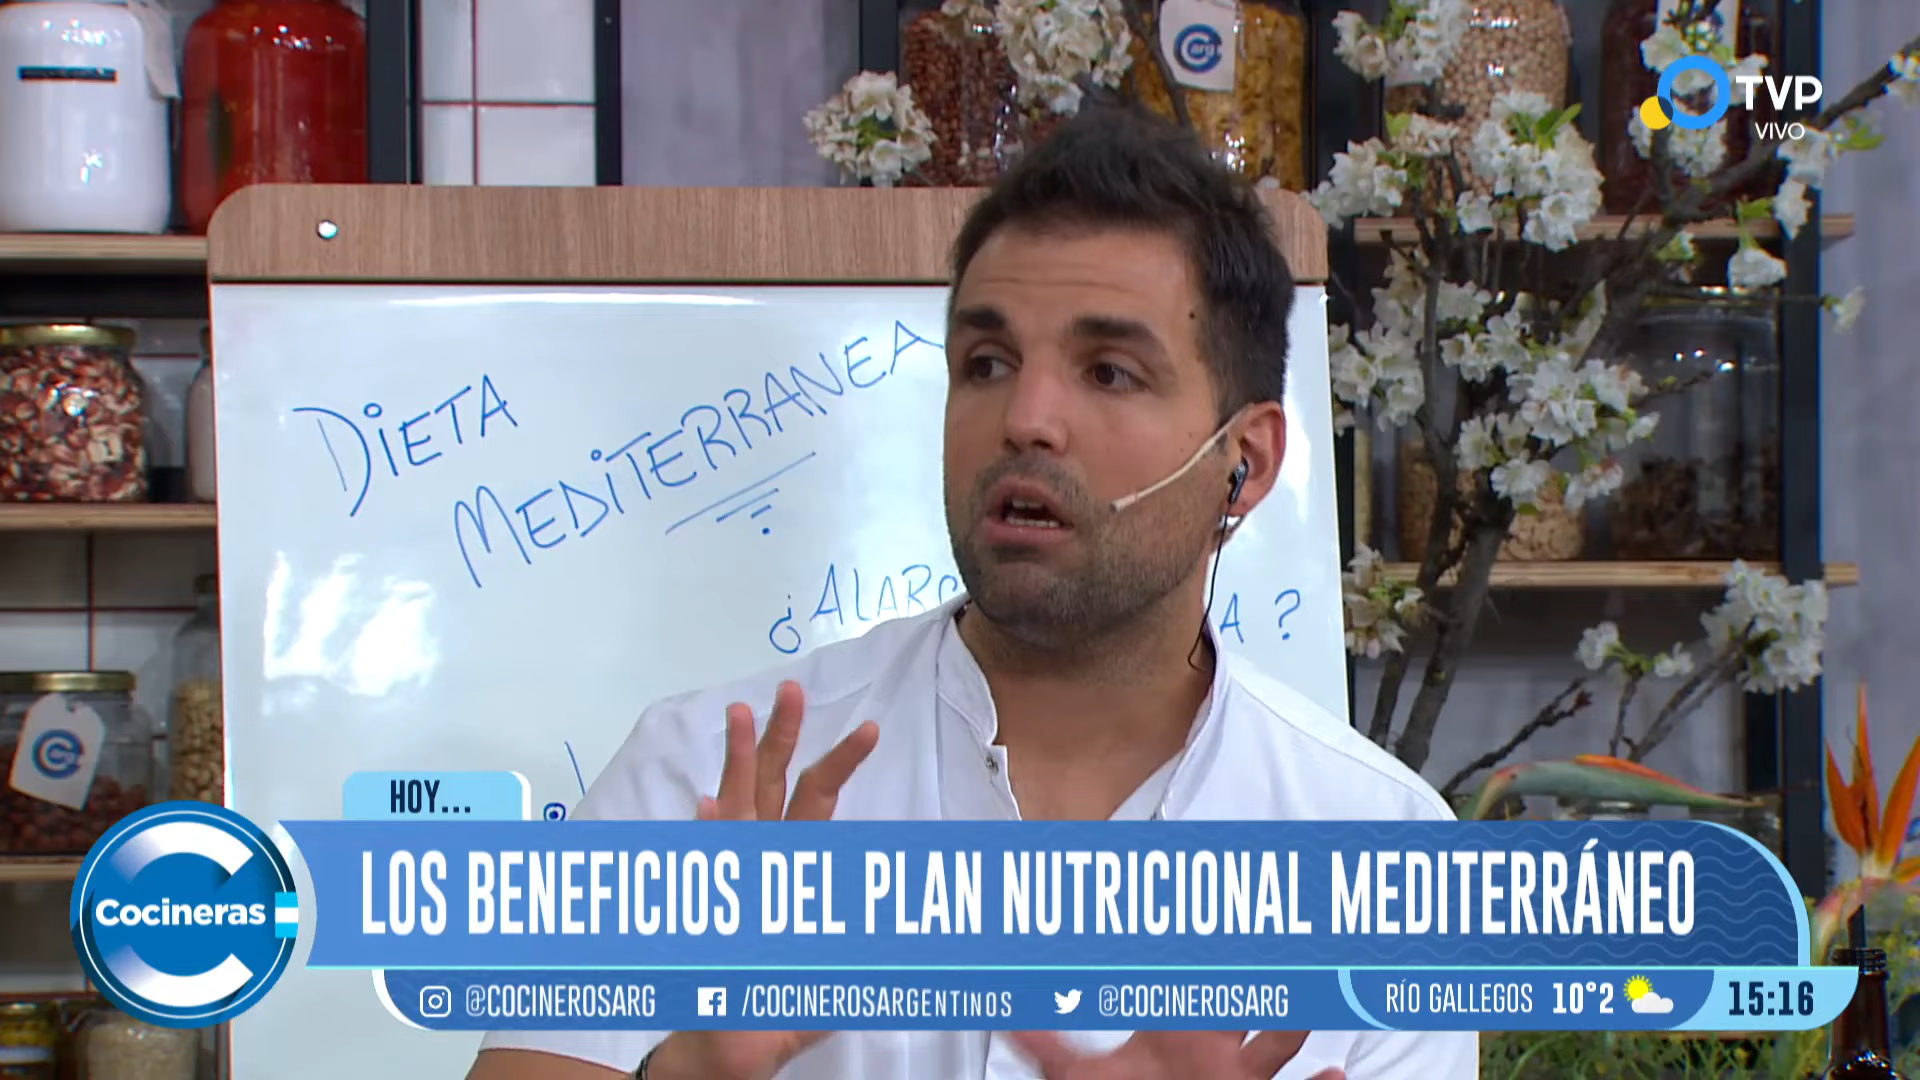 TVP
VIVO
arg
DiETA
MEDiTERRANEA
A?
HOY...
Cocineras
LOS BENEFICIOS DEL PLAN NUTRICIONAL MEDITERRÁNEO
@COCINEROSARG /COCINEROSARGENTINOS @COCINEROSARG RÍO GALLEGOS 10°2 15:16